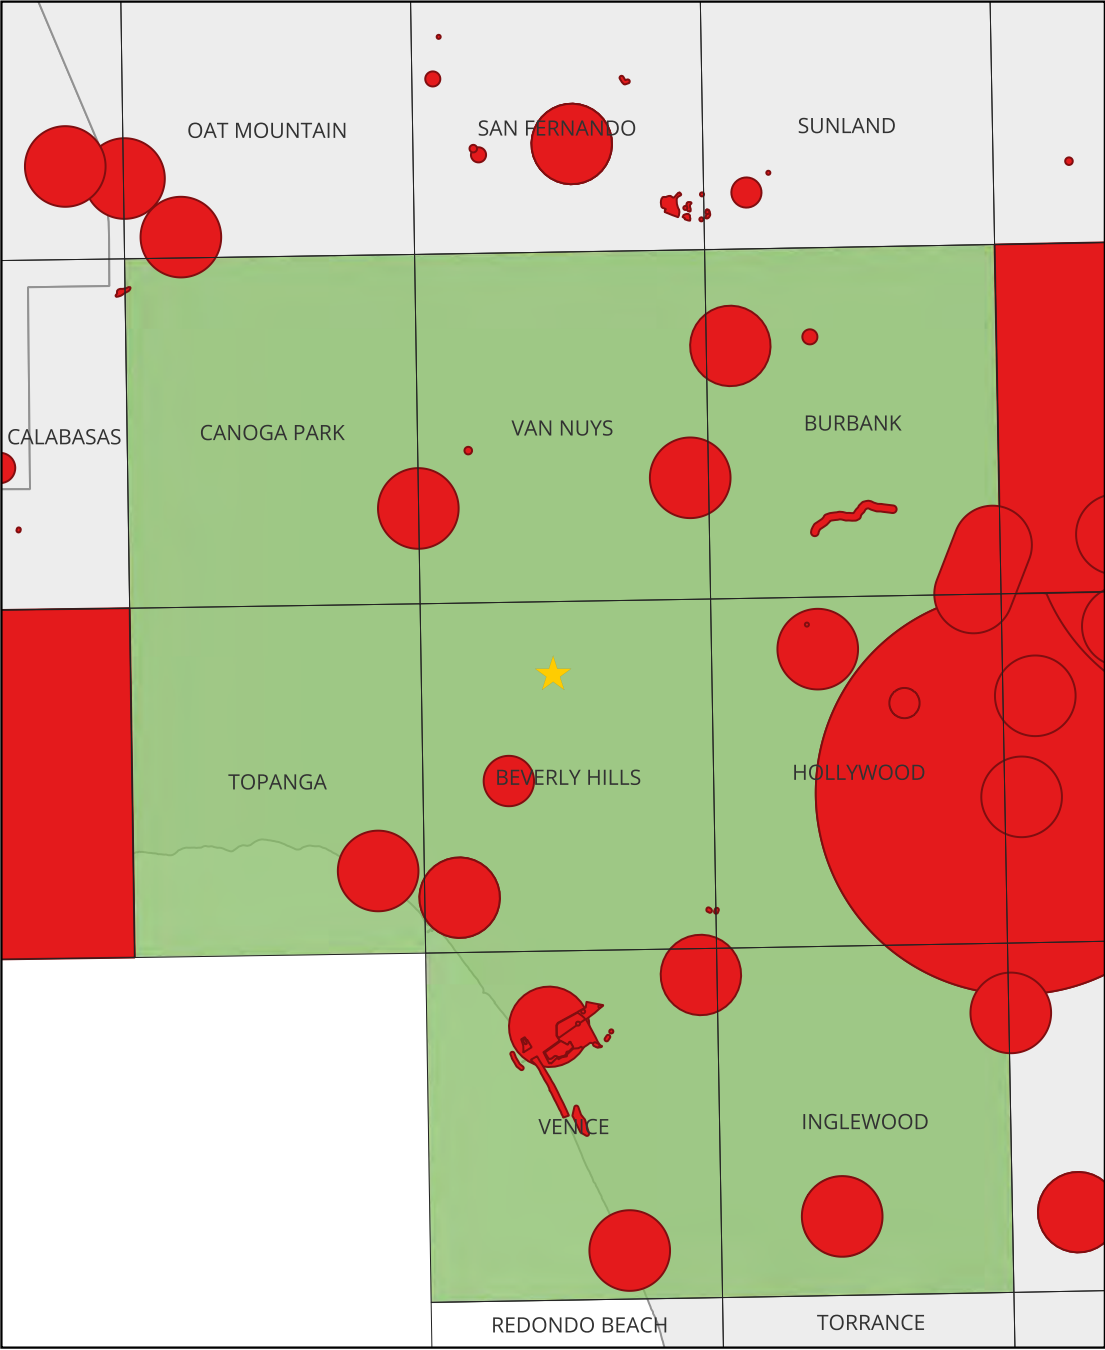 OAT MOUNTAIN
SAN FERNANDO
SUNLAND
CALABASAS
CANOGA PARK
VAN NUYS
BURBANK
TOPANGA
BEVERLY HILLS
HOLLYWOOD
VENICE
INGLEWOOD
REDONDO BEACH
TORRANCE